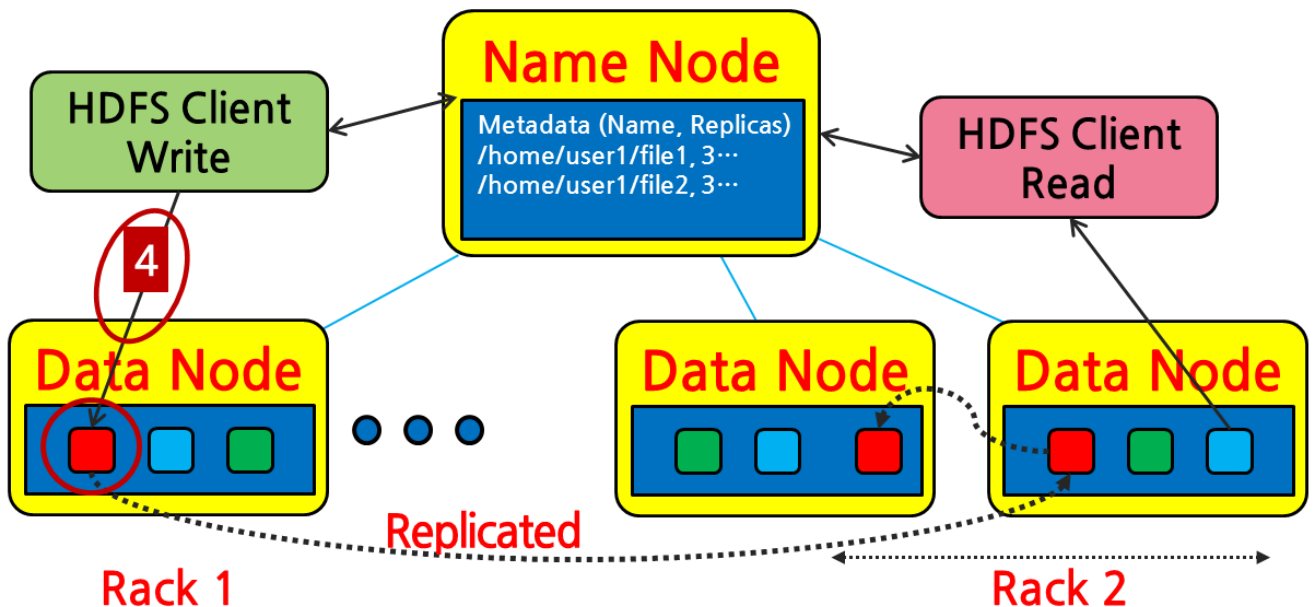 Name Node
HDFS Client
Write
Metadata (Name, Replicas)
/home/user1/file1, 3⋯
/home/user1/file2, 3⋯
HDFS Client
Read
4
Data Node
Data Node
Data Node
Replicated
Rack 1
Rack 2